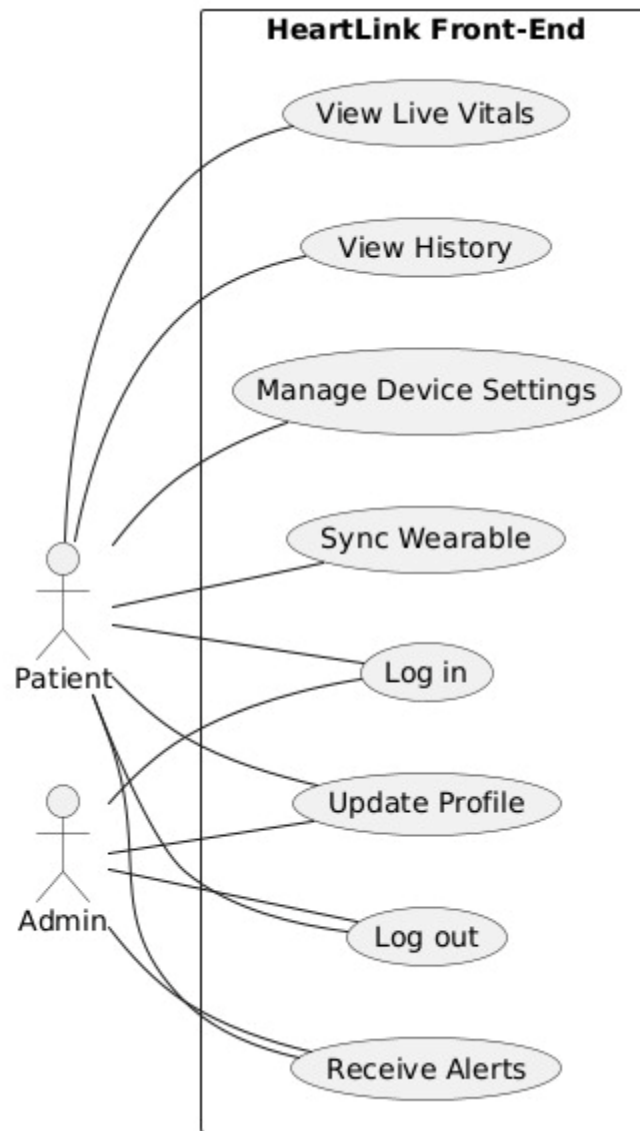 HeartLink Front-End
View Live Vitals
View History
Manage Device Settings
Sync Wearable
Patient
Log in
Update Profile
Admin
Log out
Receive Alerts